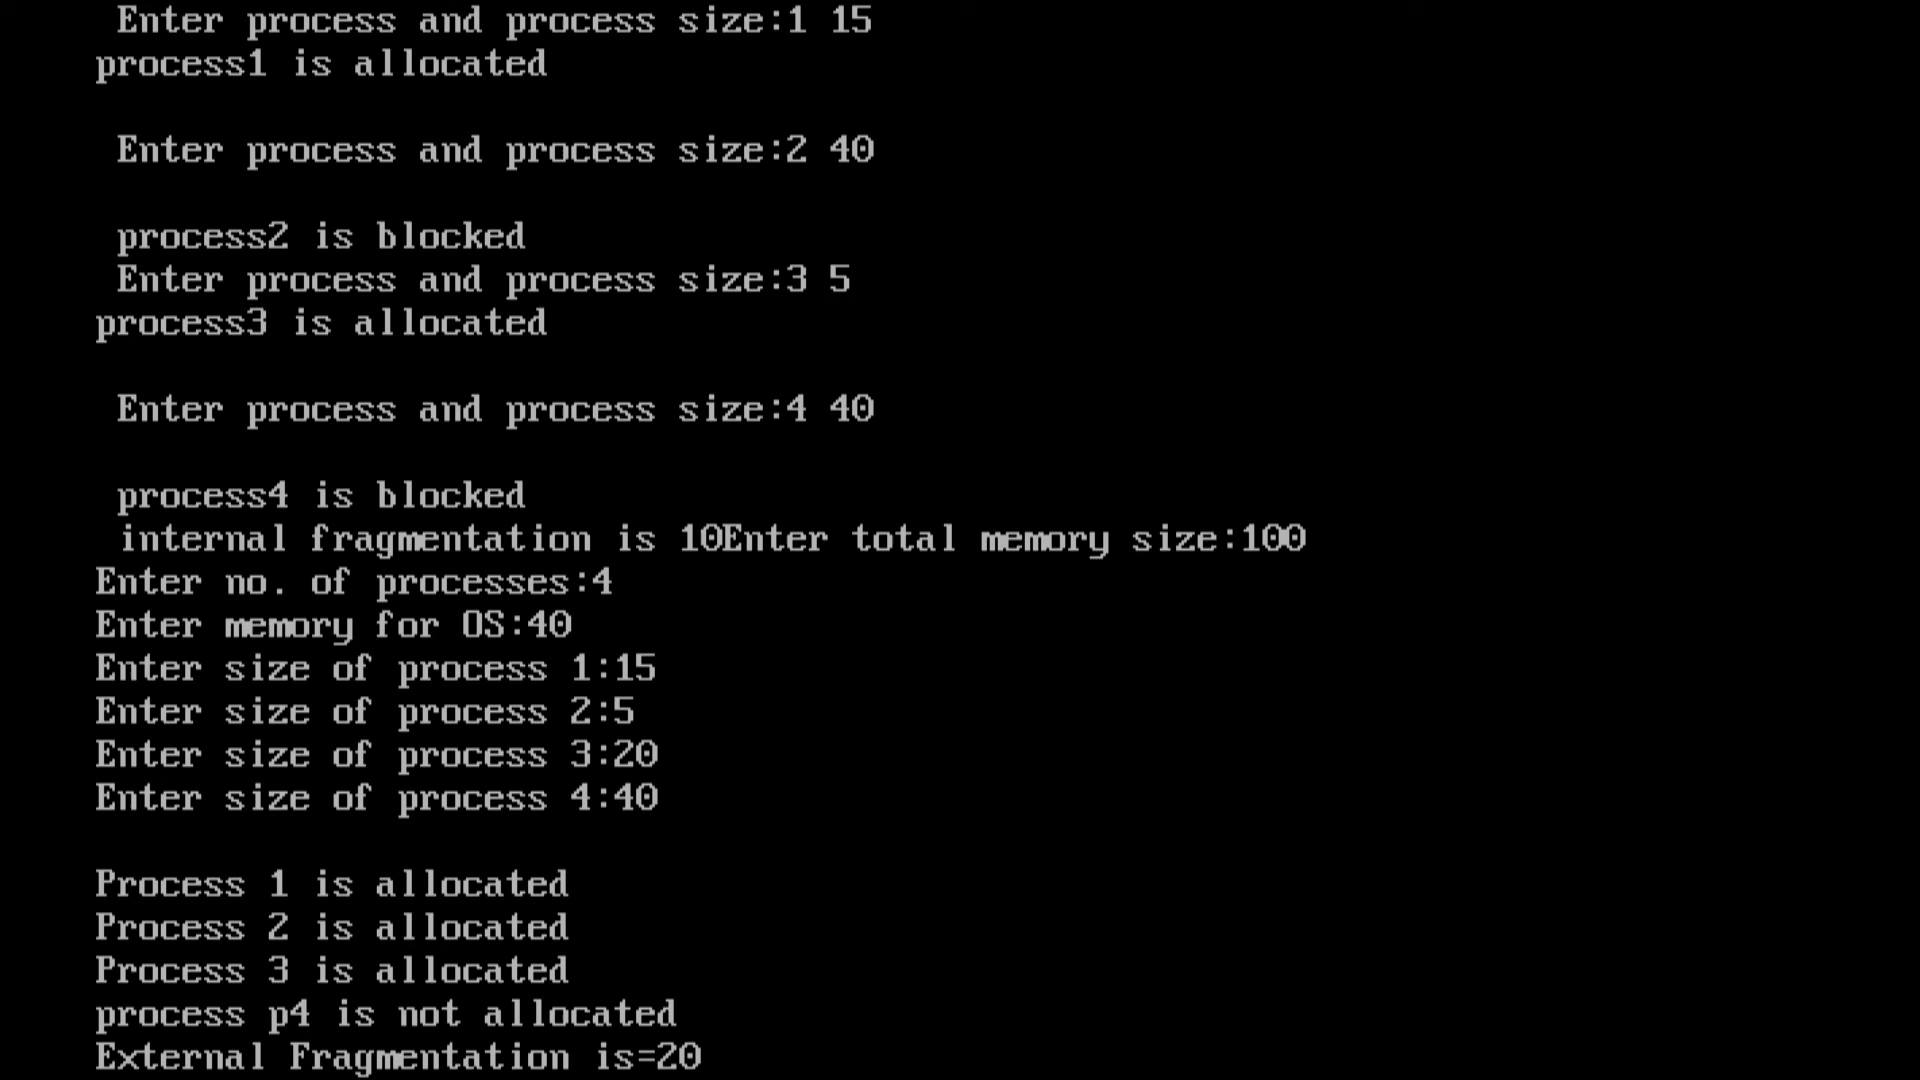 Enter process and process size:1 15
process1 is allocated
Enter process and process size:2 40
process2 is blocked
Enter process and process size:3 5
process3 is allocated
Enter process and process size:4 40
process4 is blocked
internal fragmentation is 10Enter total memory size:100
Enter no. of processes:4
Enter memory for OS:40
Enter size of process 1:15
Enter size of process 2:5
Enter size of process 3:20
Enter size of process 4:40
Process 1 is allocated
Process 2 is allocated
Process 3 is allocated
process p4 is not allocated
External Fragmentation is=20